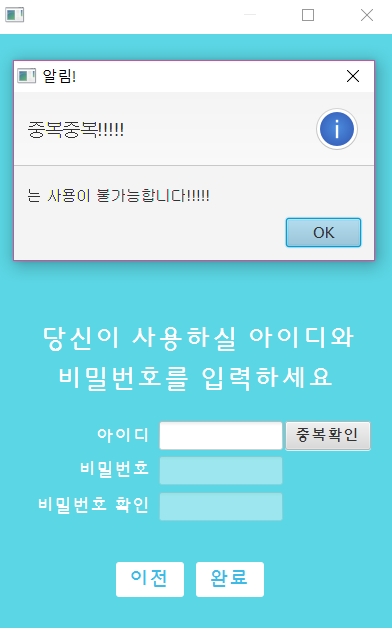 알림!
중복중복!!!!!
는 사용이 불가능합니다!!!!!
OK
당신이 사용하실 아이디와
비밀번호를 입력하세요
아이디 중복확인
비밀번호
비밀번호 확인
이전 완료